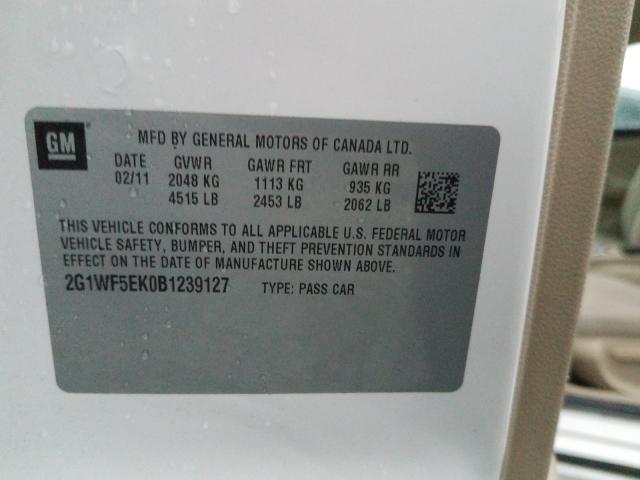 GM
MFD BY GENERAL MOTORS OF CANADA LTD.
DATE GVWR GAWR FRT GAWR RR
02/11 2048 KG 1113 KG 935 KG
4515 LB 2453 LB 2062 LB
THIS VEHICLE CONFORMS TO ALL APPLICABLE U.S. FEDERAL MOTOR
VEHICLE SAFETY, BUMPER, AND THEFT PREVENTION STANDARDS IN
EFFECT ON THE DATE OF MANUFACTURE SHOWN ABOVE.
2G1WF5EK0B1239127 TYPE: PASS CAR